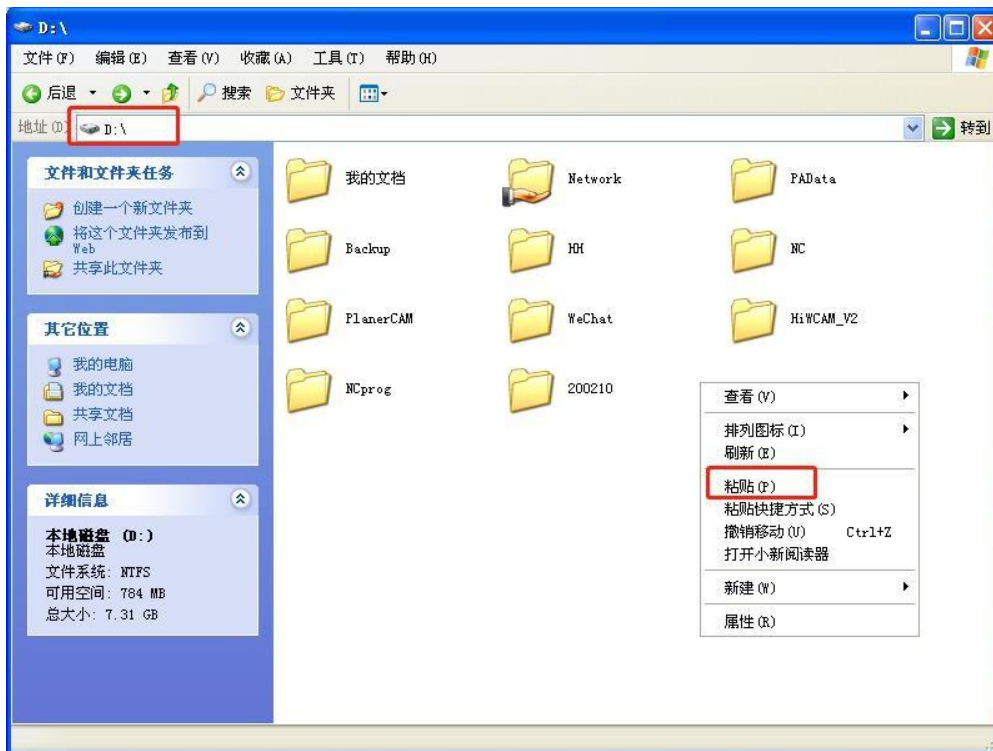 D:\
文件(F) 编辑(E) 查看(V) 收藏(A) 工具(T) 帮助(H)
后退 搜索 文件夹
地址(D) D:\ 转到
文件和文件夹任务
创建一个新文件夹
将这个文件夹发布到
Web
共享此文件夹
其它位置
我的电脑
我的文档
共享文档
网上邻居
详细信息
本地磁盘 (D:)
本地磁盘
文件系统: NTFS
可用空间: 784 MB
总大小: 7.31 GB
我的文档 Network PAData
Backup HH NC
PlanerCAM WeChat HiWCAM_V2
NCprog 200210
查看(V)
排列图标(I)
刷新(E)
粘贴(P)
粘贴快捷方式(S)
撤销移动(U) Ctrl+Z
打开小新阅读器
新建(W)
属性(R)